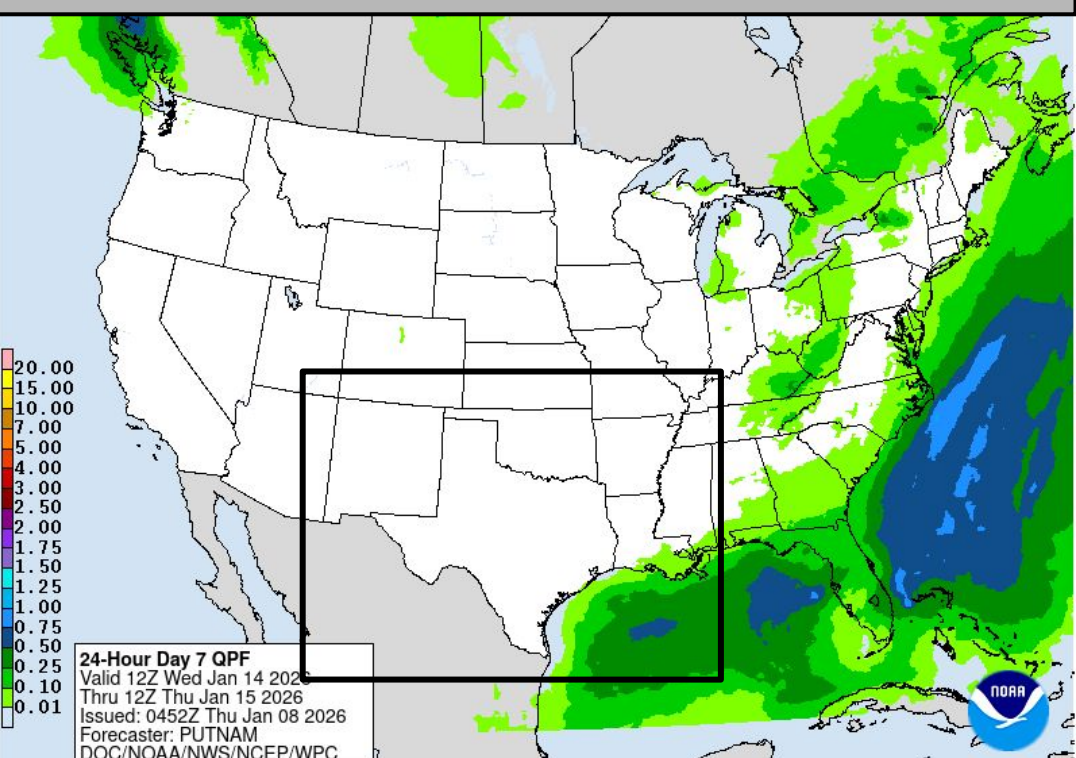 20.00
15.00
10.00
7.00
5.00
4.00
3.00
2.50
2.00
1.75
1.50
1.25
1.00
0.75
0.50
0.25
0.10
0.01
24-Hour Day 7 QPF
Valid 12Z Wed Jan 14 2026
Thru 12Z Thu Jan 15 2026
Issued: 0452Z Thu Jan 08 2026
Forecaster: PUTNAM
DOC/NOAA/NWS/NCEP/WPC
NOAA